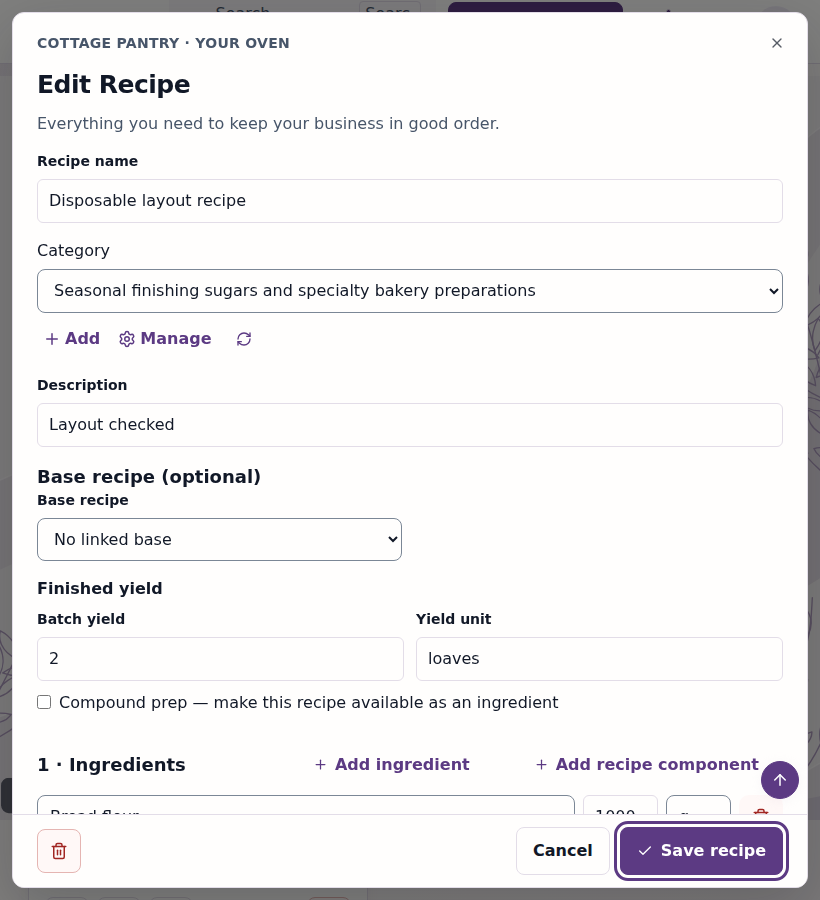 COTTAGE PANTRY · YOUR OVEN
Edit Recipe
Everything you need to keep your business in good order.
Recipe name
Disposable layout recipe
Category
Seasonal finishing sugars and specialty bakery preparations
Add Manage
Description
Layout checked
Base recipe (optional)
Base recipe
No linked base
Finished yield
Batch yield Yield unit
2 loaves
Compound prep — make this recipe available as an ingredient
1 · Ingredients + Add ingredient + Add recipe component
Bread flour 1000
Cancel Save recipe